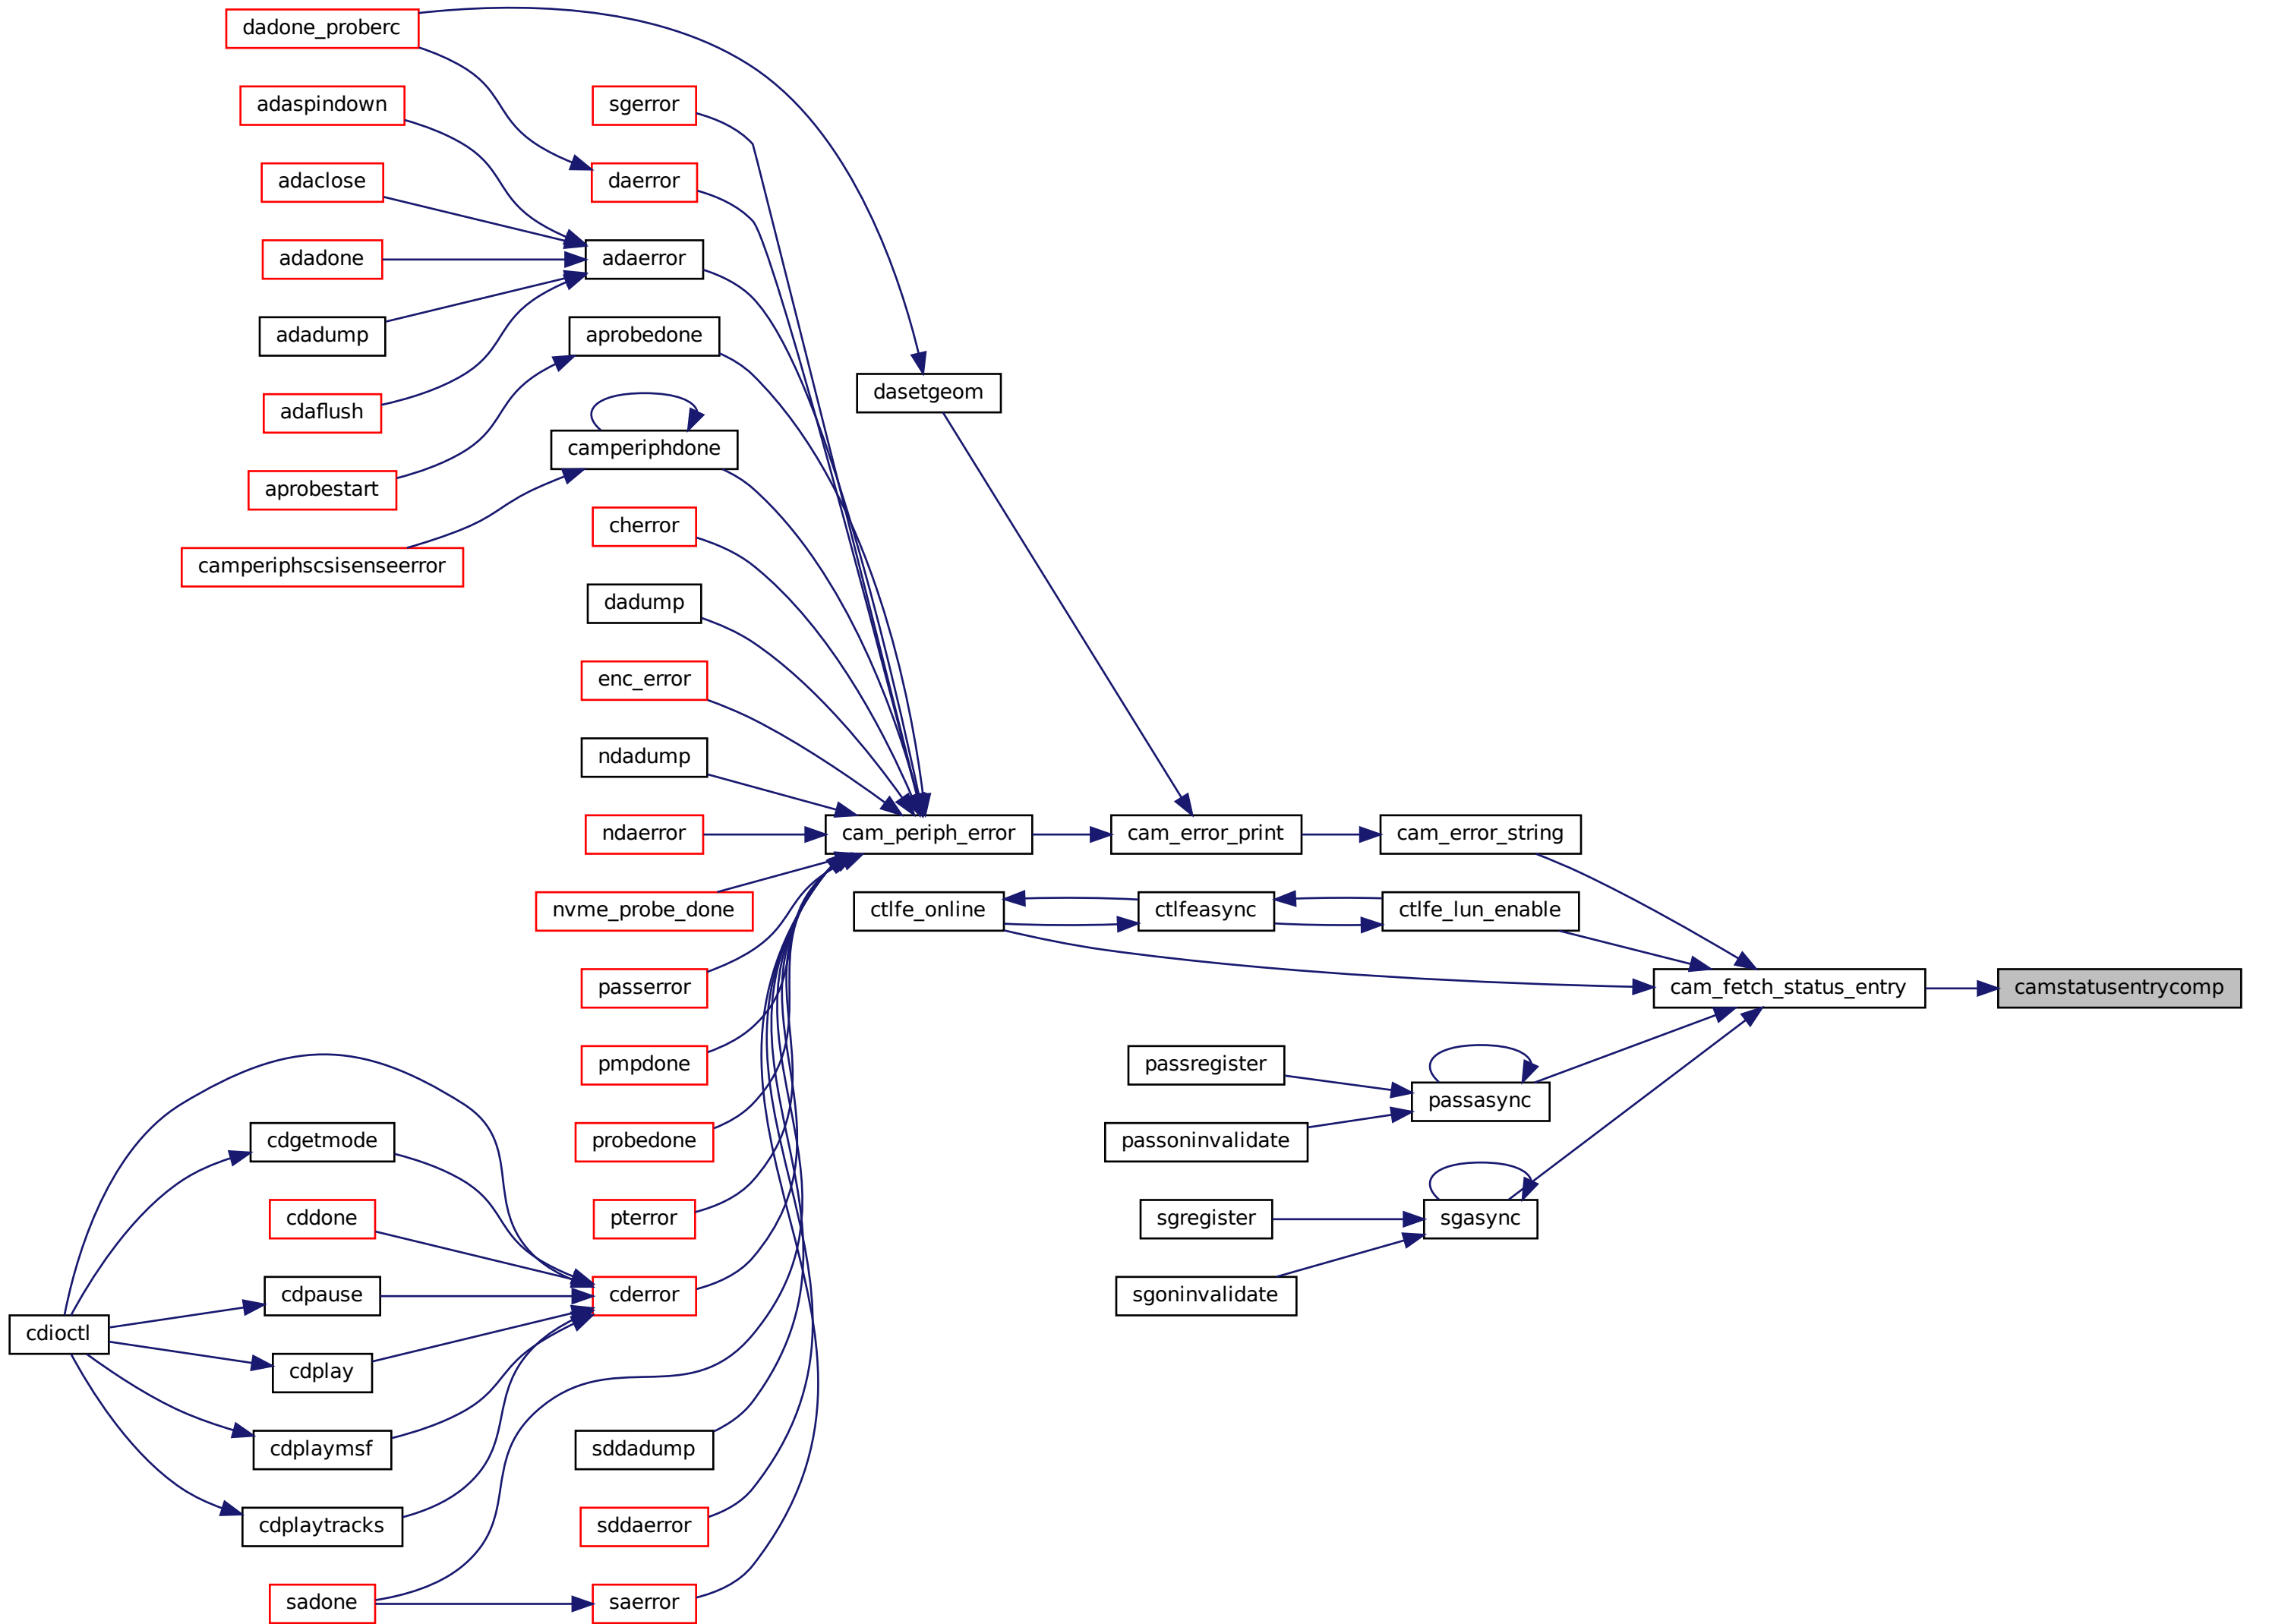 dadone_proberc
adaspindown
sgerror
adaclose
daerror
adadone
adaerror
adadump
aprobedone
dasetgeom
adaflush
camperiphdone
aprobestart
cherror
camperiphscsisenseerror
dadump
enc_error
ndadump
ndaerror
cam_periph_error
cam_error_print
cam_error_string
nvme_probe_done
ctlfe_online
ctlfeasync
ctlfe_lun_enable
passerror
cam_fetch_status_entry
camstatusentrycomp
pmpdone
passregister
passasync
cdgetmode
probedone
passoninvalidate
cddone
pterror
sgregister
sgasync
cdpause
cderror
sgoninvalidate
cdioctl
cdplay
cdplaymsf
sddadump
cdplaytracks
sddaerror
sadone
saerror